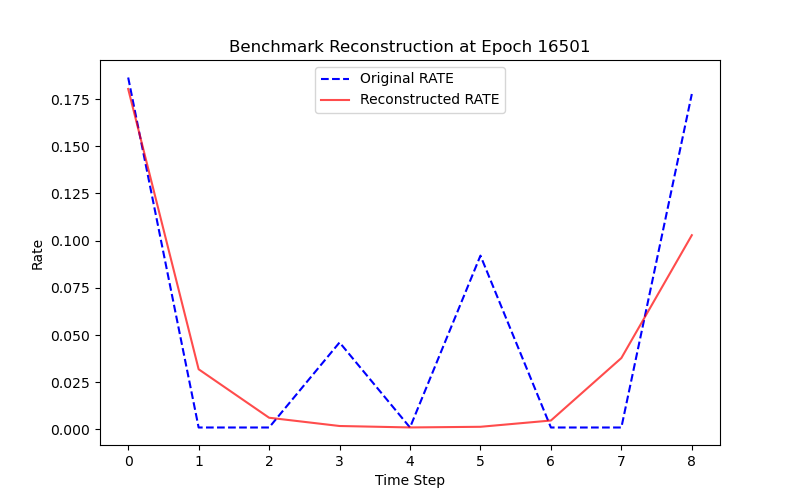 Benchmark Reconstruction at Epoch 16501
Original RATE
Reconstructed RATE
0.175
0.150
0.125
0.100
0.075
0.050
0.025
0.000
Rate
0 1 2 3 4 5 6 7 8
Time Step